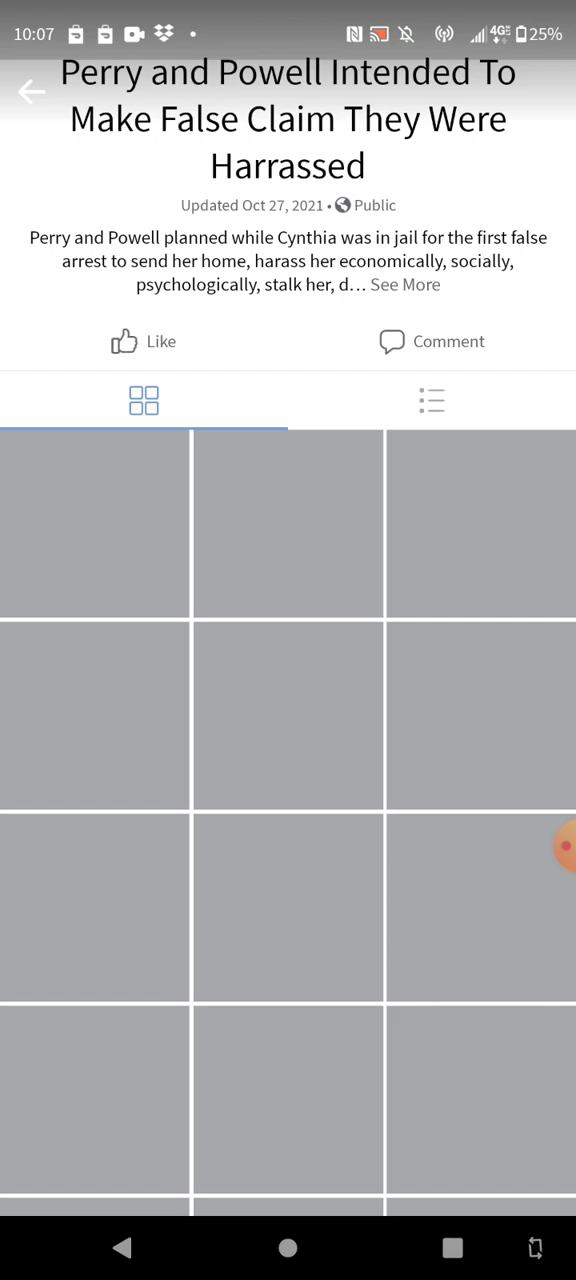 10:07
4GE 25%
Perry and Powell Intended To
Make False Claim They Were
Harrassed
Updated Oct 27, 2021 • Public
Perry and Powell planned while Cynthia was in jail for the first false
arrest to send her home, harass her economically, socially,
psychologically, stalk her, d... See More
Like
Comment